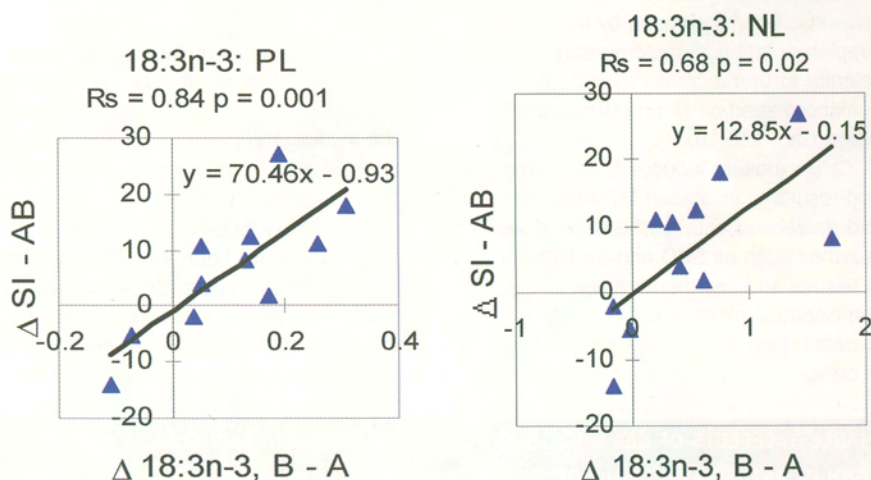 18:3n-3: PL
Rs = 0.84 p = 0.001
30
20
10
0
-10
-20
-0.2
0
0.2
0.4
y = 70.46x - 0.93
Δ SI - AB
Δ 18:3n-3, B - A
18:3n-3: NL
Rs = 0.68 p = 0.02
30
20
10
0
-10
-20
-1
0
1
2
y = 12.85x - 0.15
Δ SI - AB
Δ 18:3n-3, B - A